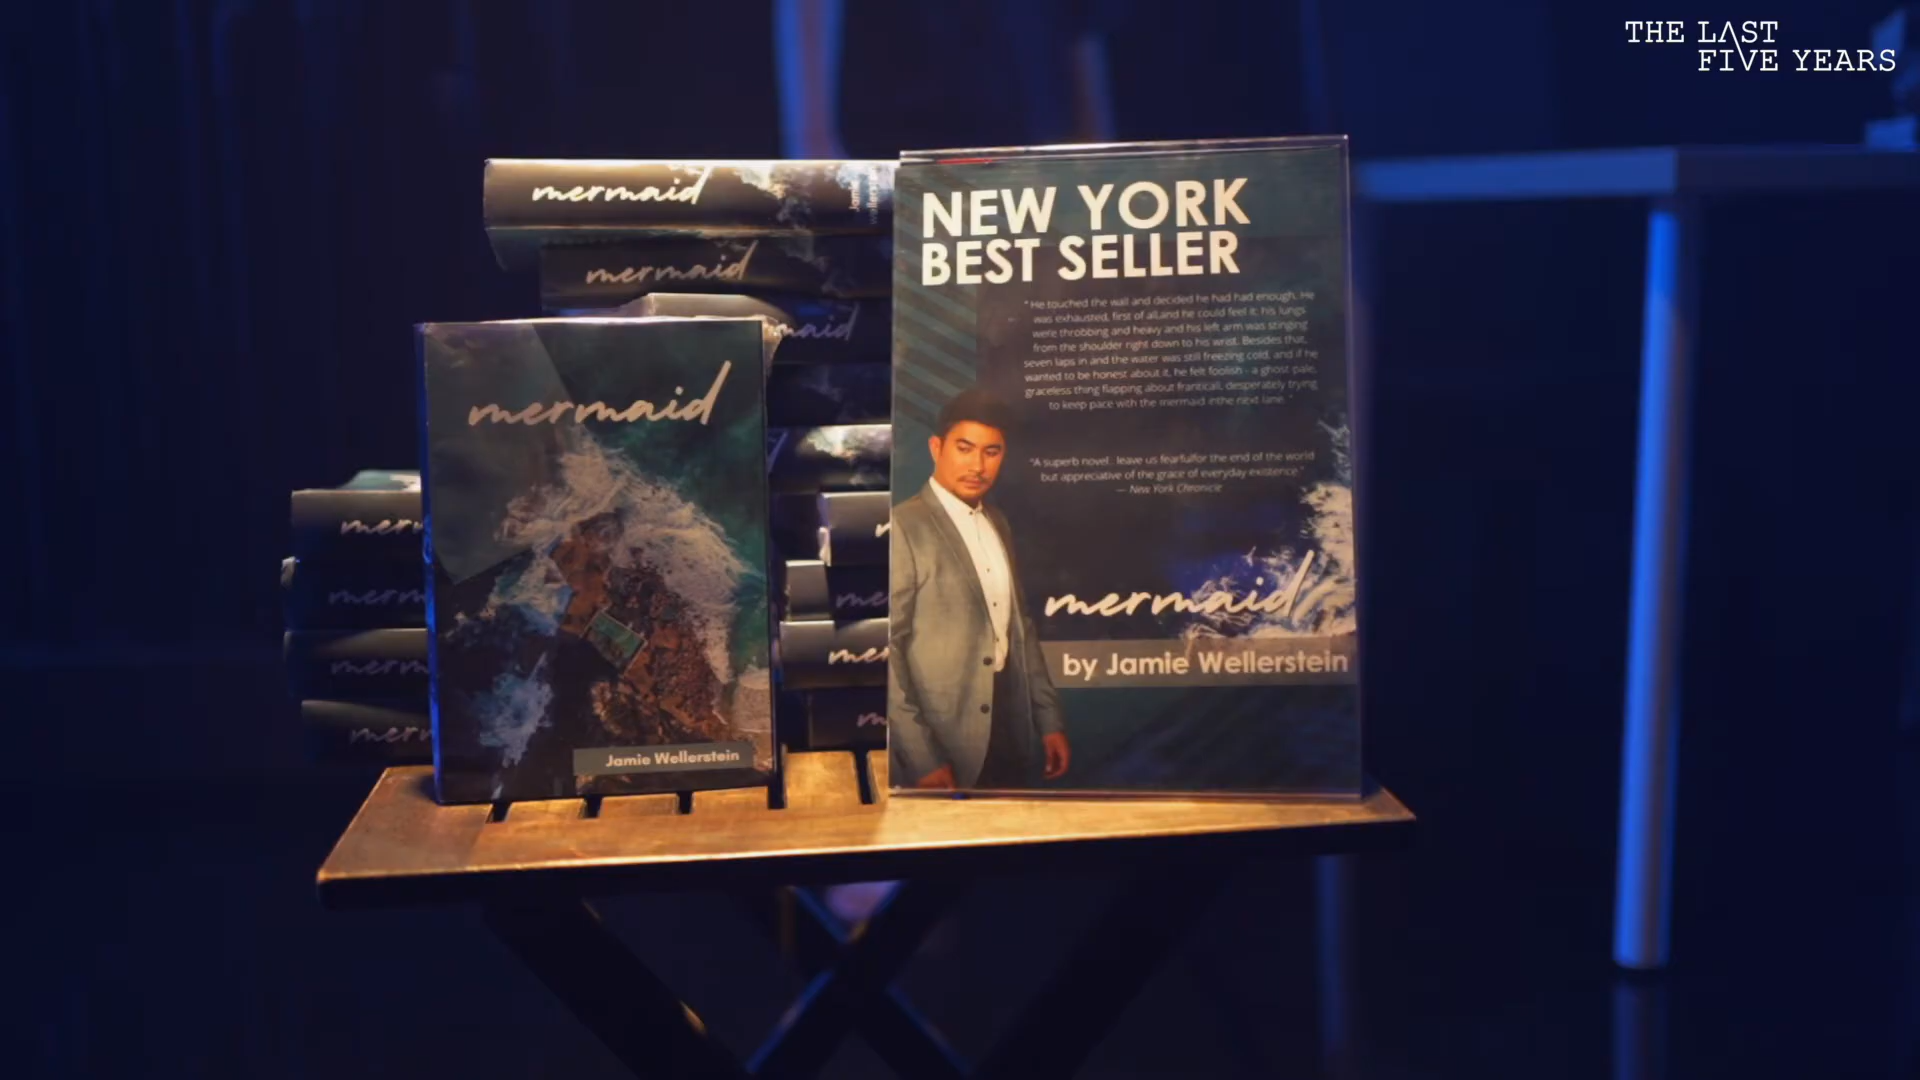 THE LAST
FIVE YEARS
mermaid
Jamie
mermaid
mermaid
Jamie Wellerstein
NEW YORK
BEST SELLER
" He touched the wall and decided he had had enough. He
was exhausted, first of all,and he could feel it; his lungs
were throbbing and heavy and his left arm was stinging
from the shoulder right down to his wrist. Besides that,
seven laps in and the water was still freezing cold, and if he
wanted to be honest about it, he felt foolish - a ghost pale,
graceless thing flapping about franticall, desperately trying
to keep pace with the mermaid inthe next lane. "
"A superb novel.. leave us fearfulfor the end of the world
but appreciative of the grace of everyday existence."
— New York Chronicle
mermaid
by Jamie Wellerstein